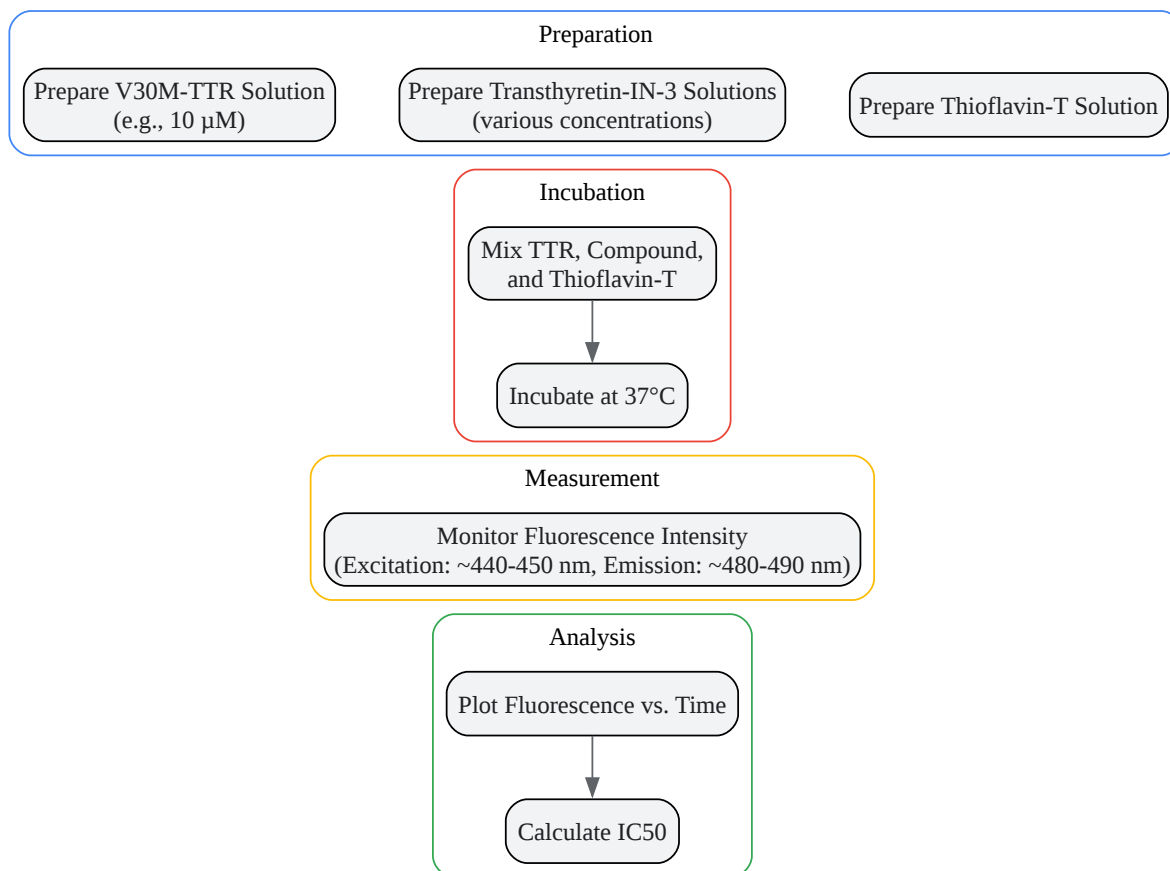 Preparation
Prepare V30M-TTR Solution
(e.g., 10 µM)
Prepare Transthyretin-IN-3 Solutions
(various concentrations)
Prepare Thioflavin-T Solution
Incubation
Mix TTR, Compound,
and Thioflavin-T
Incubate at 37°C
Measurement
Monitor Fluorescence Intensity
(Excitation: ~440-450 nm, Emission: ~480-490 nm)
Analysis
Plot Fluorescence vs. Time
Calculate IC50